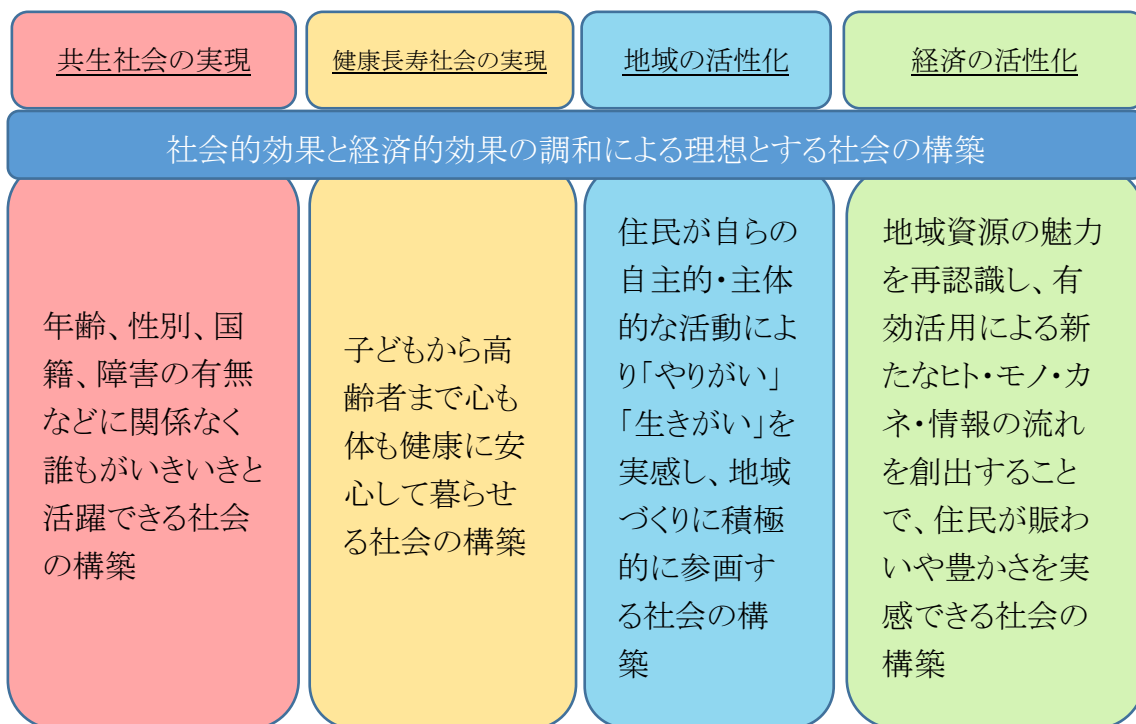 共生社会の実現
健康長寿社会の実現
地域の活性化
経済の活性化
社会的効果と経済的効果の調和による理想とする社会の構築
年齢、性別、国
籍、障害の有無
などに関係なく
誰もがいきいきと
活躍できる社会
の構築
子どもから高
齢者まで心も
体も健康に安
心して暮らせ
る社会の構築
住民が自らの
自主的・主体
的な活動によ
り「やりがい」
「生きがい」を
実感し、地域
づくりに積極
的に参画す
る社会の構
築
地域資源の魅力
を再認識し、有
効活用による新
たなヒト・モノ・カ
ネ・情報の流れ
を創出すること
で、住民が賑わ
いや豊かさを実
感できる社会の
構築